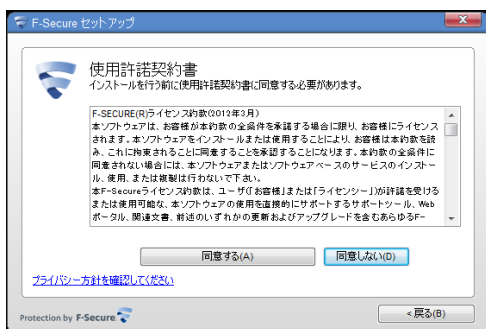 F-Secure セットアップ
使用許諾契約書
インストールを行う前に使用許諾契約書に同意する必要があります。
F-SECURE(R)ライセンス約款(2012年3月)
本ソフトウェアは、お客様が本約款の全条件を承諾する場合に限り、お客様にライセンス
されます。本ソフトウェアをインストールまたは使用することにより、お客様は本約款を読
み、これに拘束されることに同意することを承認することになります。本約款の全条件に
同意されない場合には、本ソフトウェアまたはソフトウェアベースのサービスのインストー
ル、使用、または複製は行わないで下さい。
本F-Secureライセンス約款は、ユーザ(「お客様」または「ライセンシー」)が許諾を受ける
または使用可能な、本ソフトウェアの使用を直接的にサポートするサポートツール、Web
ポータル、関連文書、前述のいずれかの更新およびアップグレードを含むあらゆるF-
同意する(A)
同意しない(D)
プライバシー方針を確認してください
Protection by F-Secure
< 戻る(B)